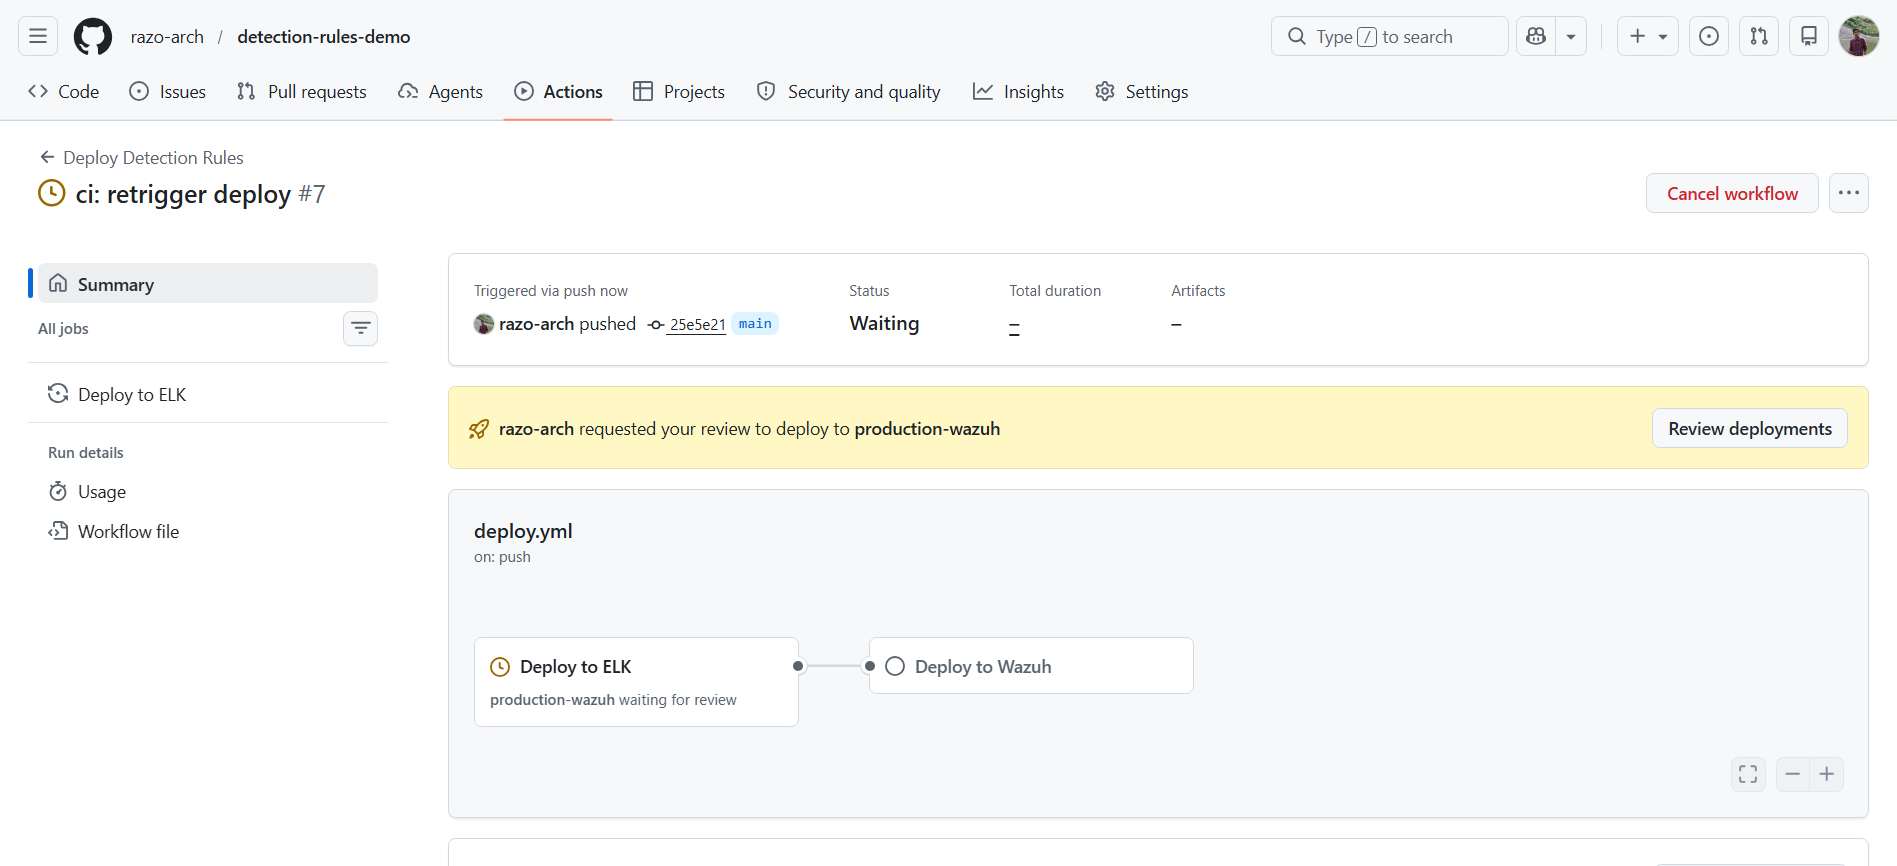 razo-arch / detection-rules-demo
Type / to search
Code
Issues
Pull requests
Agents
Actions
Projects
Security and quality
Insights
Settings
Deploy Detection Rules
ci: retrigger deploy #7
Cancel workflow
Summary
All jobs
Deploy to ELK
Run details
Usage
Workflow file
Triggered via push now
razo-arch pushed 25e5e21 main
Status
Waiting
Total duration
–
Artifacts
–
razo-arch requested your review to deploy to production-wazuh
Review deployments
deploy.yml
on: push
Deploy to ELK
production-wazuh waiting for review
Deploy to Wazuh